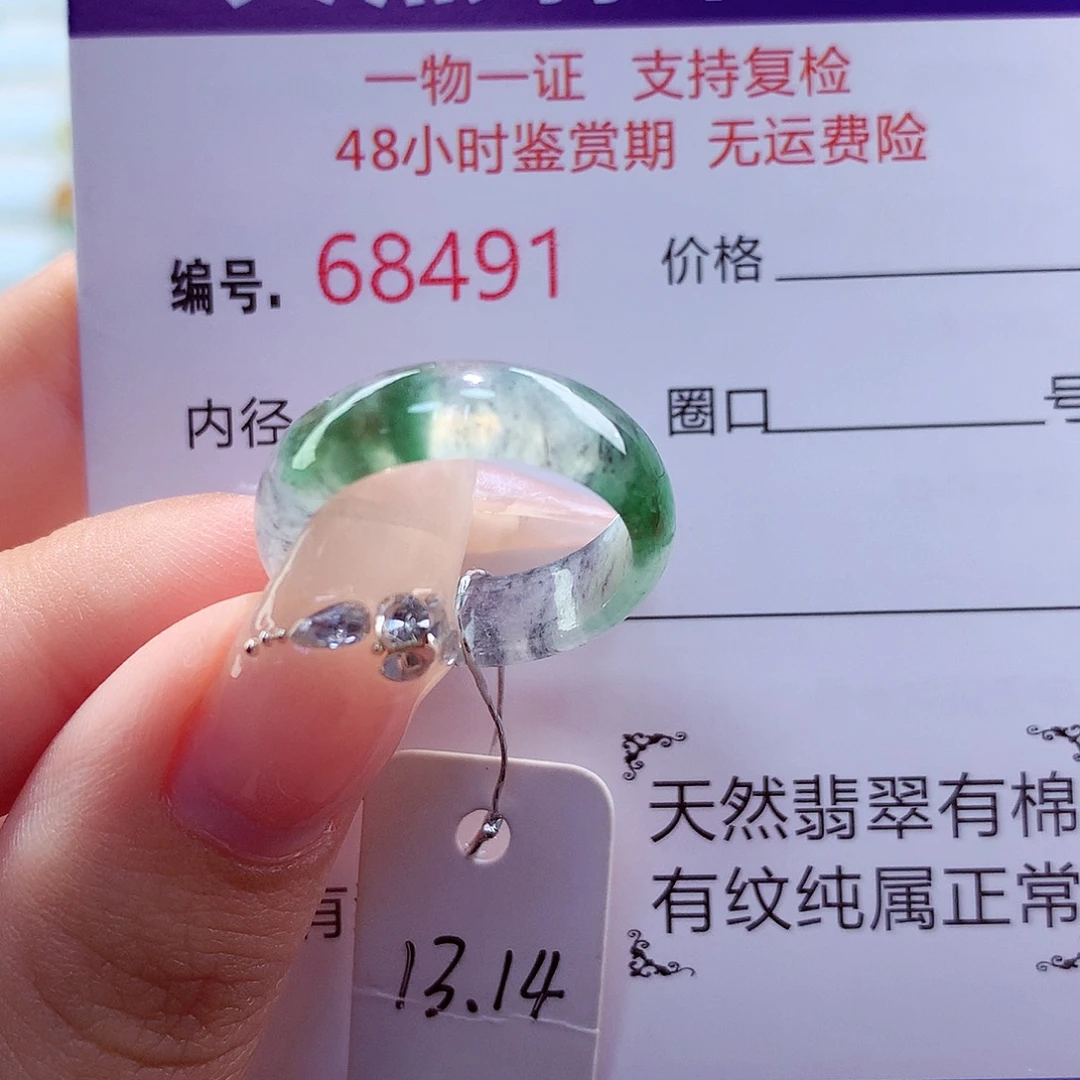 一物一证 支持复检
48小时鉴赏期 无运费险
编号. 68491 价格
内径 圈口 号
天然翡翠有棉
有纹纯属正常
有
13.14